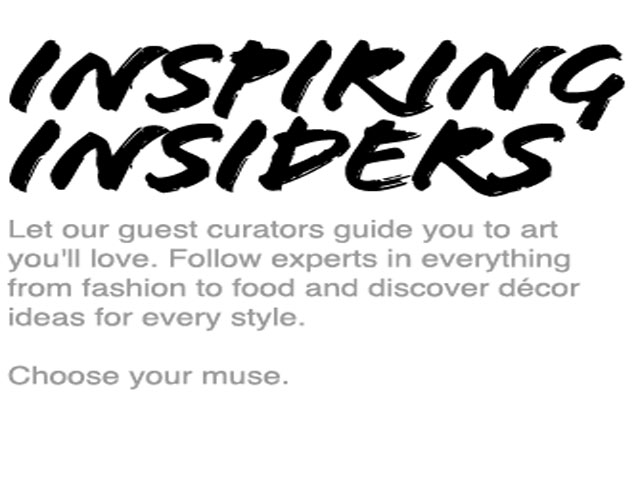 INSPIRING
INSIDERS
Let our guest curators guide you to art
you'll love. Follow experts in everything
from fashion to food and discover décor
ideas for every style.
Choose your muse.